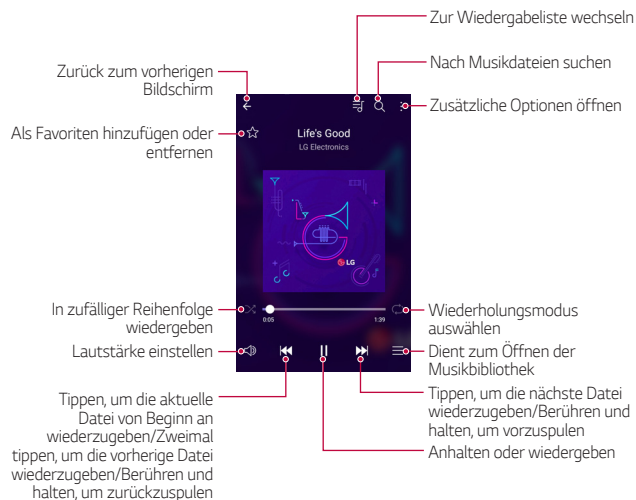 Zur Wiedergabeliste wechseln
Zurück zum vorherigen
Bildschirm
Nach Musikdateien suchen
Zusätzliche Optionen öffnen
Als Favoriten hinzufügen oder
entfernen
Life's Good
LG Electronics
LG
In zufälliger Reihenfolge
wiedergeben
0:05
1:39
Wiederholungsmodus
auswählen
Lautstärke einstellen
Dient zum Öffnen der
Musikbibliothek
Tippen, um die aktuelle
Datei von Beginn an
wiederzugeben/Zweimal
tippen, um die vorherige Datei
wiederzugeben/Berühren und
halten, um zurückzuspulen
Tippen, um die nächste Datei
wiederzugeben/Berühren und
halten, um vorzuspulen
Anhalten oder wiedergeben